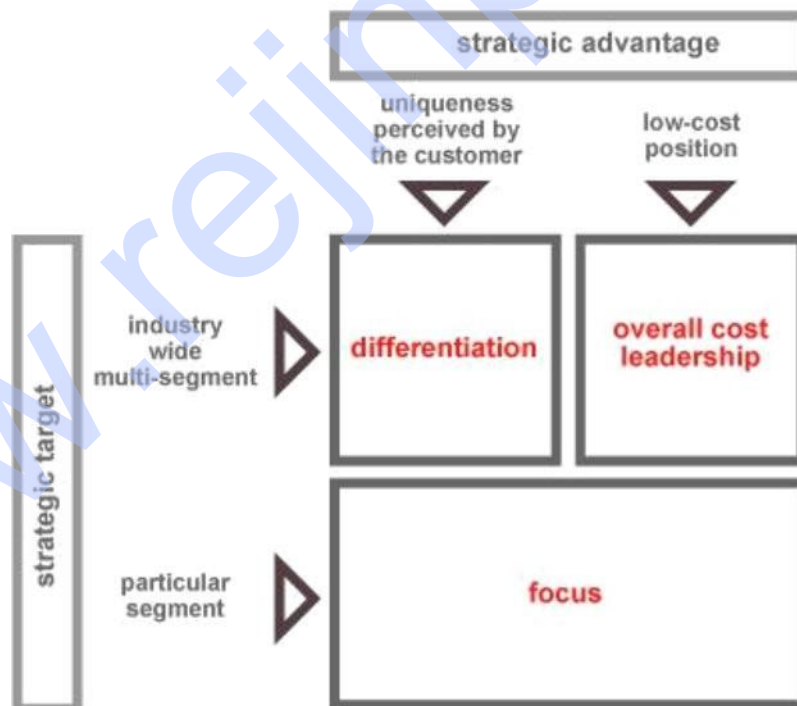 strategic advantage
uniqueness
perceived by
the customer
low-cost
position
strategic target
industry
wide
multi-segment
differentiation
overall cost
leadership
particular
segment
focus